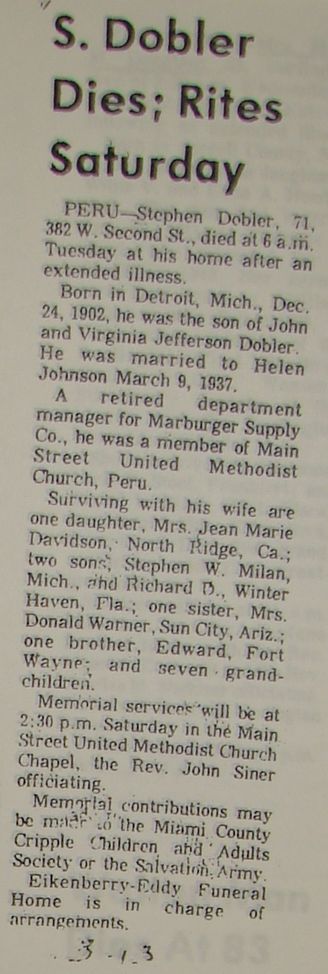 S. Dobler
Dies; Rites
Saturday
PERU—Stephen Dobler, 71,
382 W. Second St., died at 6 a.m.
Tuesday at his home after an
extended illness.
Born in Detroit, Mich., Dec.
24, 1902, he was the son of John
and Virginia Jefferson Dobler.
He was married to Helen
Johnson March 9, 1937.
A retired department
manager for Marburger Supply
Co., he was a member of Main
Street United Methodist
Church, Peru.
Surviving with his wife are
one daughter, Mrs. Jean Marie
Davidson, North Ridge, Ca.;
two sons, Stephen W. Milan,
Mich., and Richard D., Winter
Haven, Fla.; one sister, Mrs.
Donald Warner, Sun City, Ariz.;
one brother, Edward, Fort
Wayne; and seven grand-
children.
Memorial services will be at
2:30 p.m. Saturday in the Main
Street United Methodist Church
Chapel, the Rev. John Siner
officiating.
Memorial contributions may
be made to the Miami County
Cripple Children and Adults
Society or the Salvation Army.
Eikenberry-Eddy Funeral
Home is in charge of
arrangements.